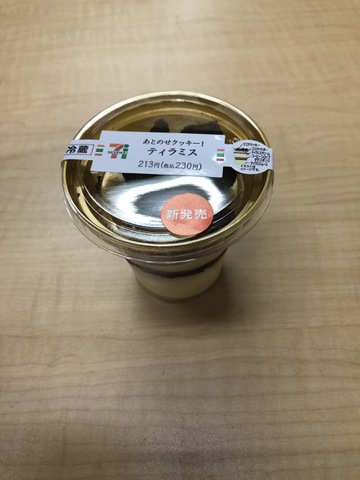 あとのせクッキー!
ティラミス
213円(税込230円)
冷蔵
新発売